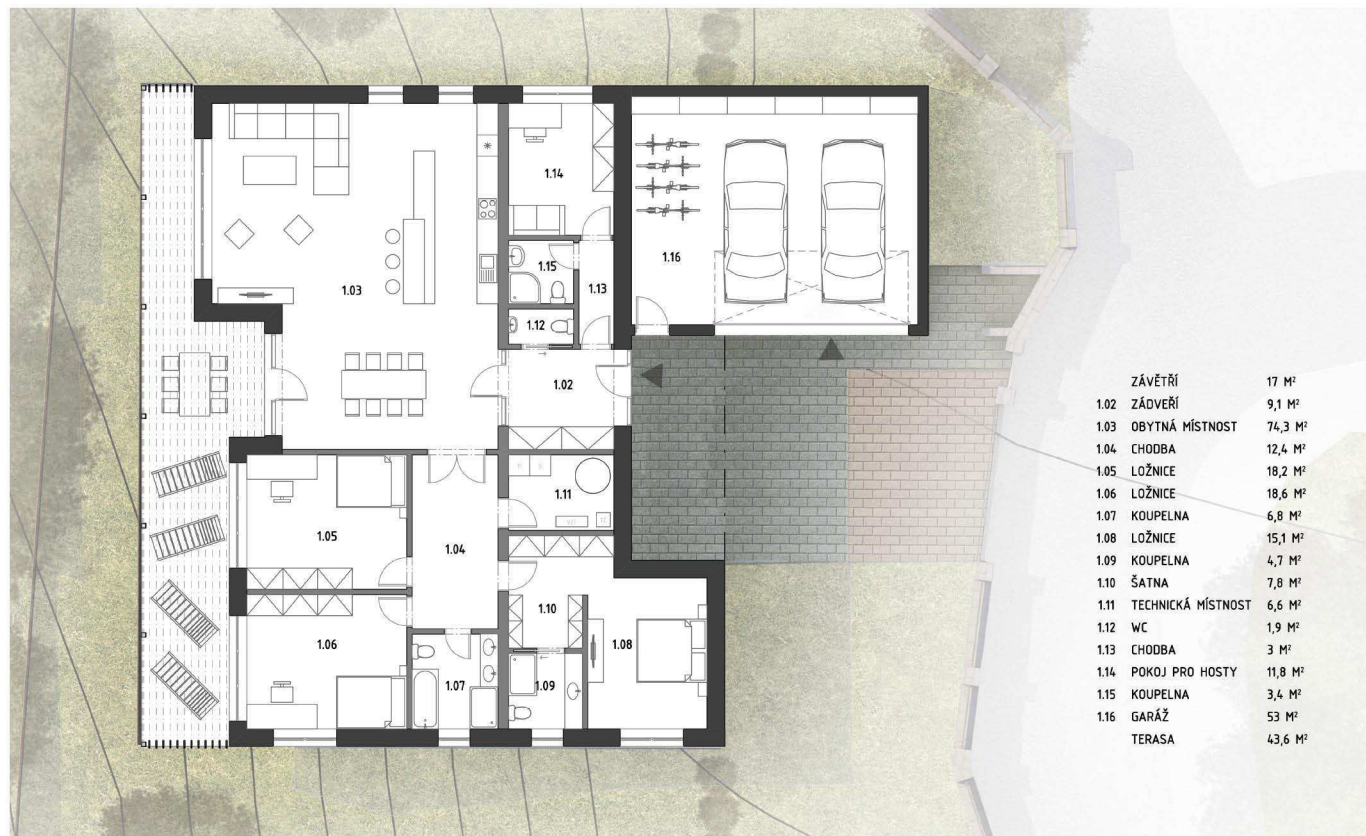 1.14
1.15
1.16
1.03
1.13
1.12
1.02
1.11
1.05
1.04
1.10
1.06
1.08
1.07
1.09
ZÁVĚTŘÍ 17 M²
1.02 ZÁDVEŘÍ 9,1 M²
1.03 OBYTNÁ MÍSTNOST 74,3 M²
1.04 CHODBA 12,4 M²
1.05 LOŽNICE 18,2 M²
1.06 LOŽNICE 18,6 M²
1.07 KOUPELNA 6,8 M²
1.08 LOŽNICE 15,1 M²
1.09 KOUPELNA 4,7 M²
1.10 ŠATNA 7,8 M²
1.11 TECHNICKÁ MÍSTNOST 6,6 M²
1.12 WC 1,9 M²
1.13 CHODBA 3 M²
1.14 POKOJ PRO HOSTY 11,8 M²
1.15 KOUPELNA 3,4 M²
1.16 GARÁŽ 53 M²
TERASA 43,6 M²